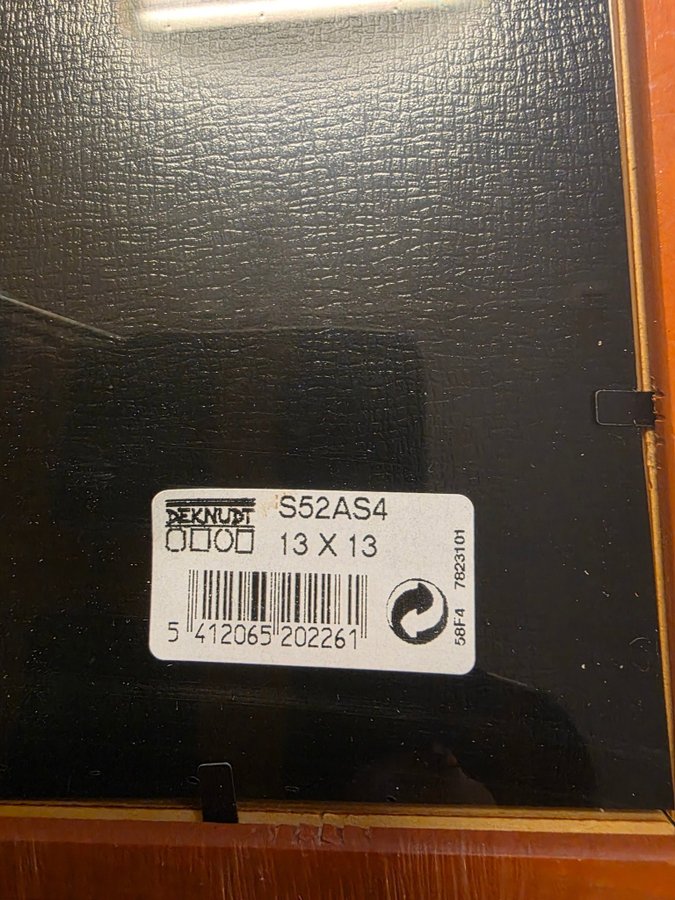 DEKNUDT
S52AS4
13 X 13
5 412065 202261
58F4 7823101